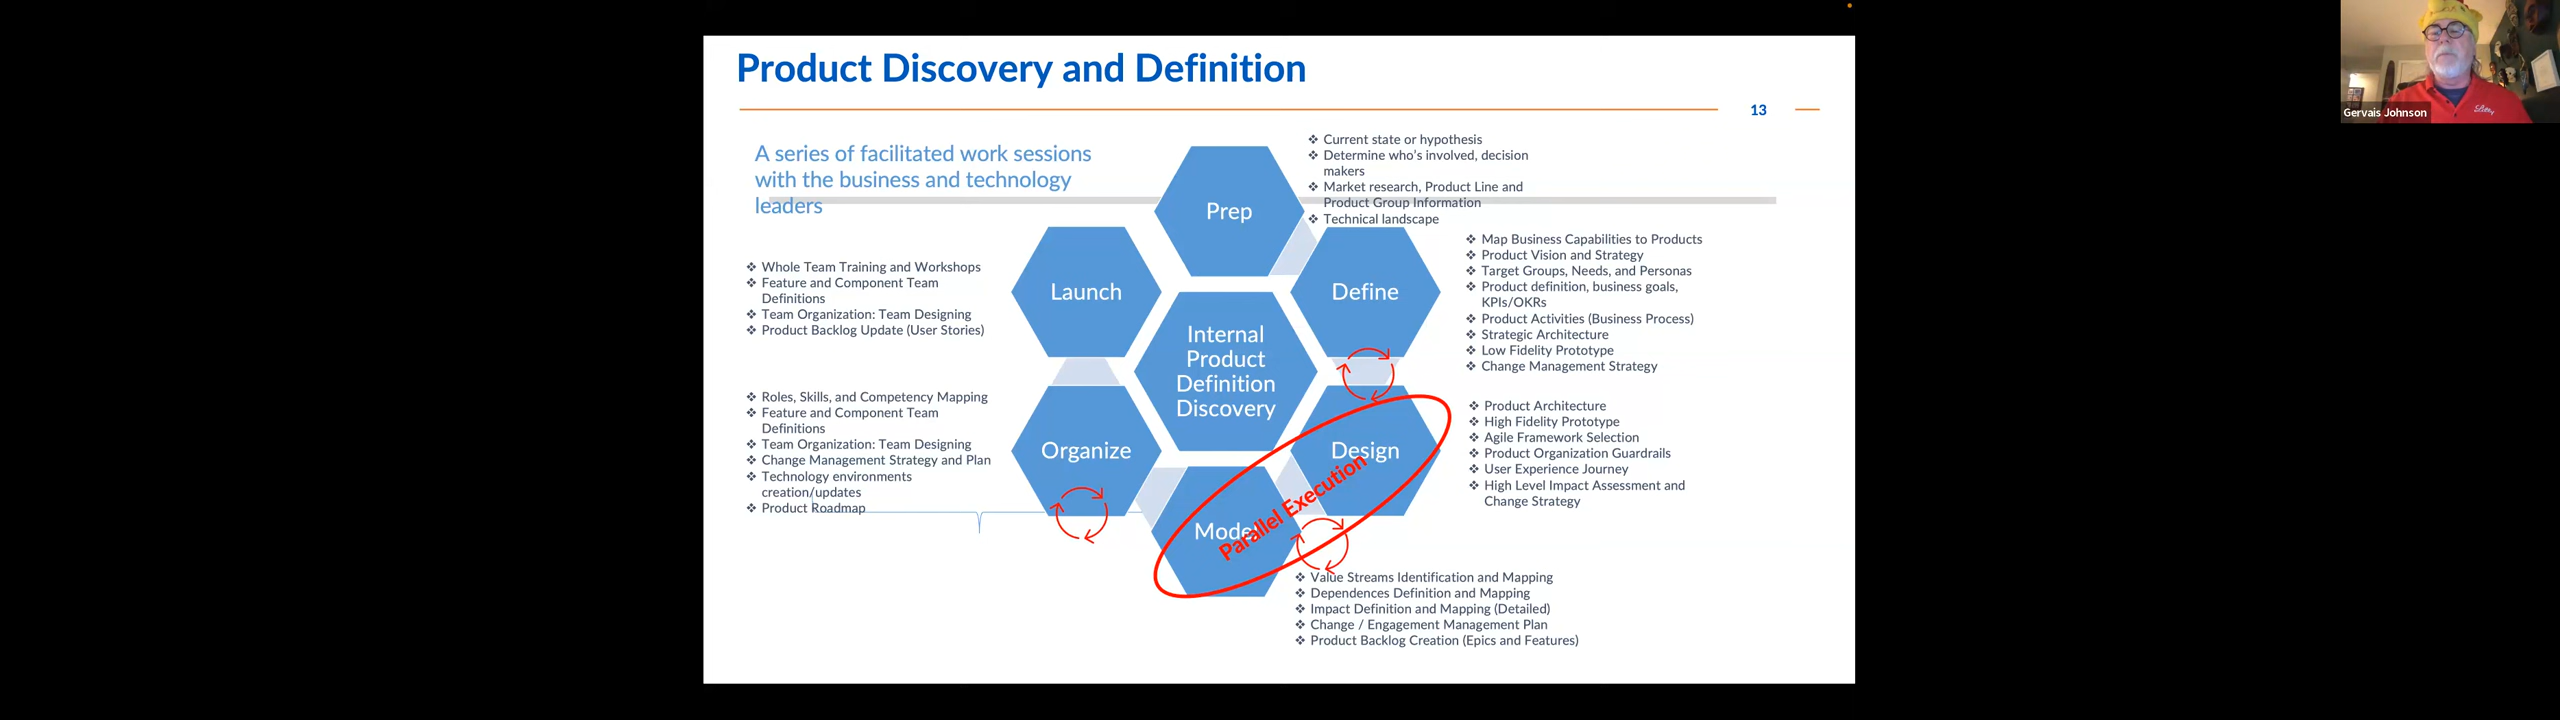 Product Discovery and Definition
13
A series of facilitated work sessions
with the business and technology
leaders
Prep
❖ Current state or hypothesis
❖ Determine who's involved, decision
makers
❖ Market research, Product Line and
Product Group Information
❖ Technical landscape
Define
❖ Map Business Capabilities to Products
❖ Product Vision and Strategy
❖ Target Groups, Needs, and Personas
❖ Product definition, business goals,
KPIs/OKRs
❖ Product Activities (Business Process)
❖ Strategic Architecture
❖ Low Fidelity Prototype
❖ Change Management Strategy
Design
❖ Product Architecture
❖ High Fidelity Prototype
❖ Agile Framework Selection
❖ Product Organization Guardrails
❖ User Experience Journey
❖ High Level Impact Assessment and
Change Strategy
Model
Parallel Execution
❖ Value Streams Identification and Mapping
❖ Dependences Definition and Mapping
❖ Impact Definition and Mapping (Detailed)
❖ Change / Engagement Management Plan
❖ Product Backlog Creation (Epics and Features)
Organize
❖ Roles, Skills, and Competency Mapping
❖ Feature and Component Team
Definitions
❖ Team Organization: Team Designing
❖ Change Management Strategy and Plan
❖ Technology environments
creation/updates
❖ Product Roadmap
Launch
❖ Whole Team Training and Workshops
❖ Feature and Component Team
Definitions
❖ Team Organization: Team Designing
❖ Product Backlog Update (User Stories)
Internal
Product
Definition
Discovery
Gervais Johnson